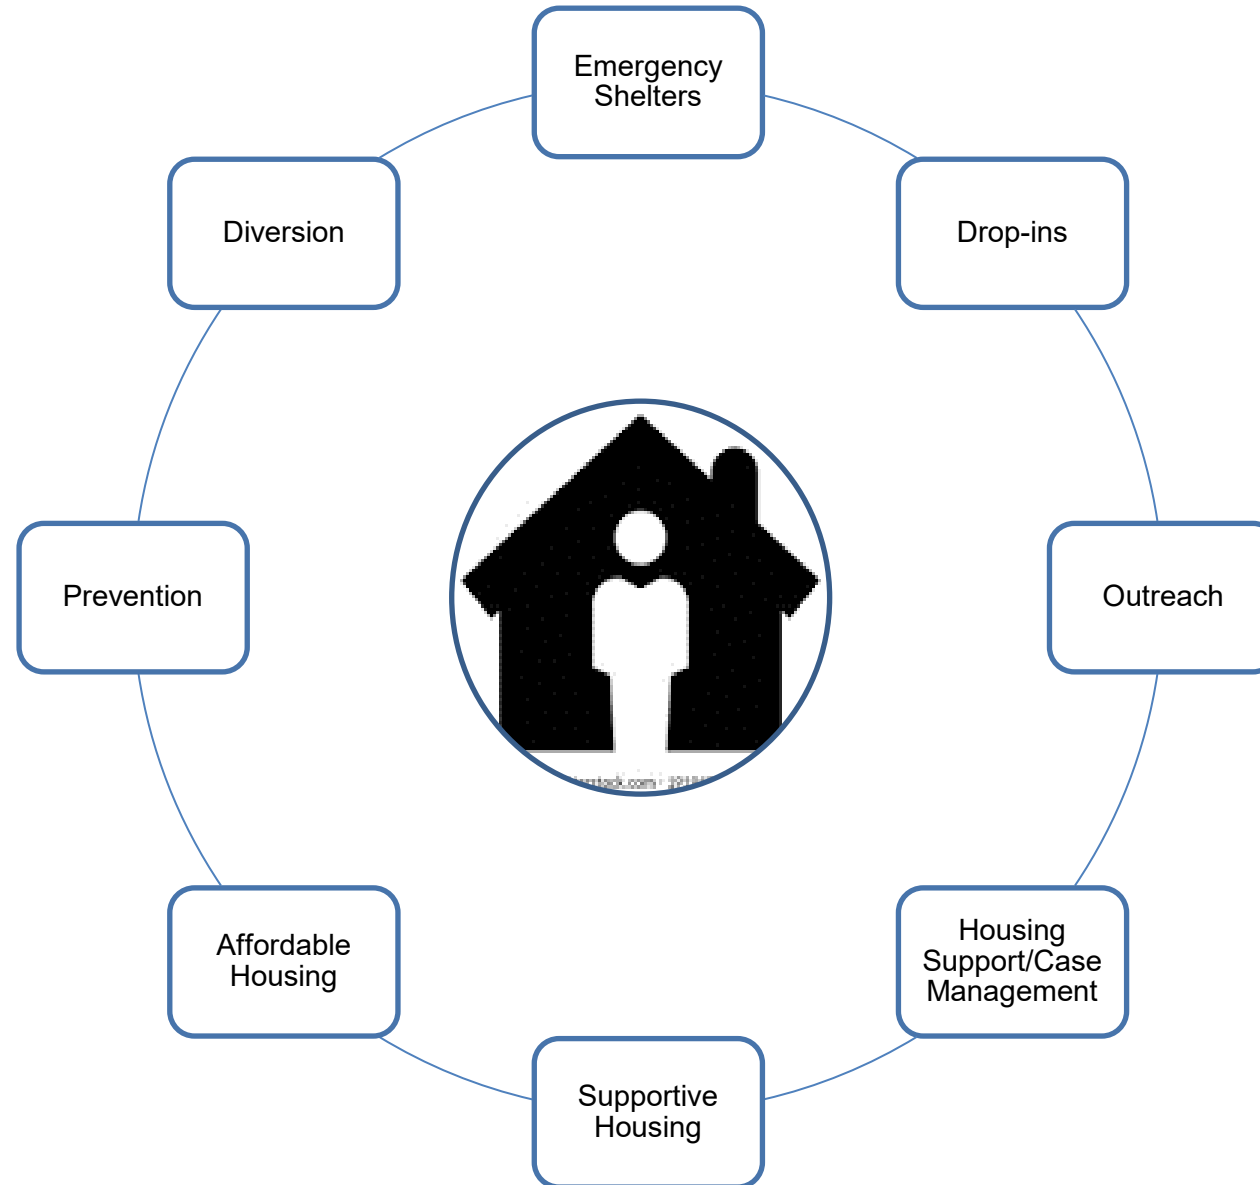 Emergency
Shelters
Diversion
Drop-ins
Prevention
Outreach
Affordable
Housing
Housing
Support/Case
Management
Supportive
Housing